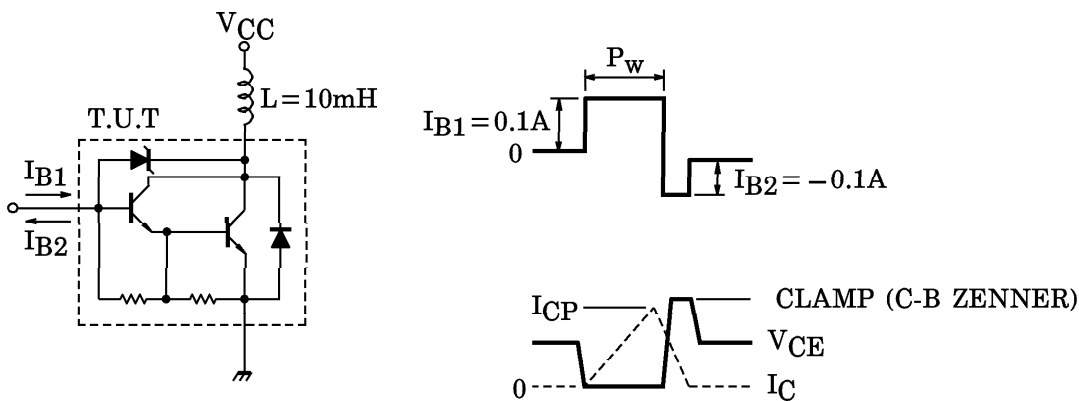 VCC
L=10mH
T.U.T
IB1
IB2
PW
IB1=0.1A
0
IB2=−0.1A
ICP
CLAMP (C-B ZENNER)
VCE
0
IC